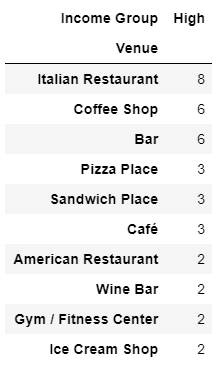 Income Group High
Venue
Italian Restaurant 8
Coffee Shop 6
Bar 6
Pizza Place 3
Sandwich Place 3
Café 3
American Restaurant 2
Wine Bar 2
Gym / Fitness Center 2
Ice Cream Shop 2